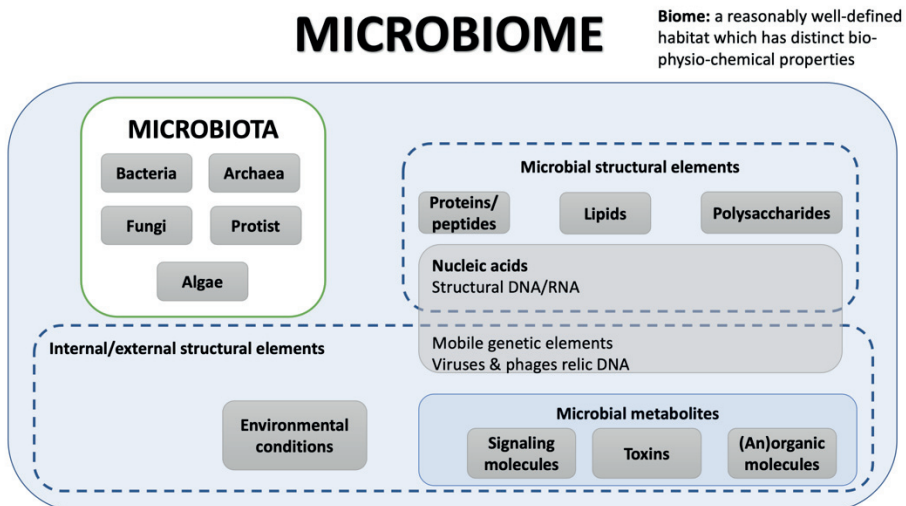 MICROBIOME
Biome: a reasonably well-defined
habitat which has distinct bio-
physio-chemical properties
MICROBIOTA
Bacteria
Archaea
Fungi
Protist
Algae
Microbial structural elements
Proteins/
peptides
Lipids
Polysaccharides
Nucleic acids
Structural DNA/RNA
Mobile genetic elements
Viruses & phages relic DNA
Internal/external structural elements
Environmental
conditions
Microbial metabolites
Signaling
molecules
Toxins
(An)organic
molecules